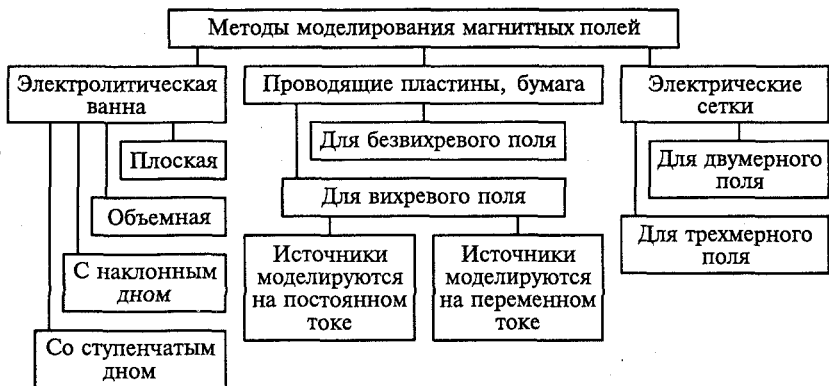 Методы моделирования магнитных полей
Электролитическая
ванна
Плоская
Объемная
С наклонным
дном
Со ступенчатым
дном
Проводящие пластины, бумага
Для безвихревого поля
Для вихревого поля
Источники
моделируются
на постоянном
токе
Источники
моделируются
на переменном
токе
Электрические
сетки
Для двумерного
поля
Для трехмерного
поля